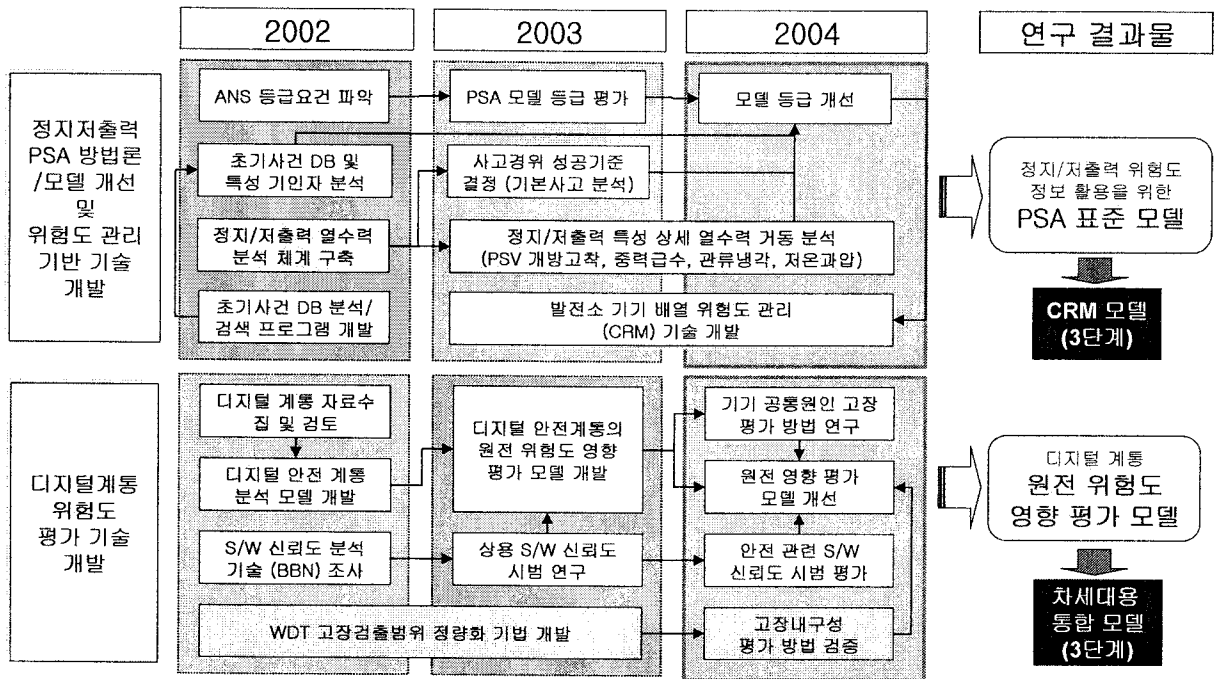 2002
2003
2004
연구 결과물
정지저출력
PSA 방법론
/모델 개선
및
위험도 관리
기반 기술
개발
ANS 등급요건 파악
PSA 모델 등급 평가
모델 등급 개선
초기사건 DB 및
특성 기인자 분석
사고경위 성공기준
결정 (기본사고 분석)
정지/저출력 열수력
분석 체계 구축
정지/저출력 특성 상세 열수력 거동 분석
(PSV 개방고착, 중력급수, 관류냉각, 저온과압)
초기사건 DB 분석/
검색 프로그램 개발
발전소 기기 배열 위험도 관리
(CRM) 기술 개발
정지/저출력 위험도
정보 활용을 위한
PSA 표준 모델
CRM 모델
(3단계)
디지털계통
위험도
평가 기술
개발
디지털 계통 자료수
집 및 검토
디지털 안전 계통
분석 모델 개발
디지털 안전계통의
원전 위험도 영향
평가 모델 개발
기기 공통원인 고장
평가 방법 연구
원전 영향 평가
모델 개선
S/W 신뢰도 분석
기술 (BBN) 조사
상용 S/W 신뢰도
시범 연구
안전 관련 S/W
신뢰도 시범 평가
WDT 고장검출범위 정량화 기법 개발
고장내구성
평가 방법 검증
디지털 계통
원전 위험도
영향 평가 모델
차세대용
통합 모델
(3단계)